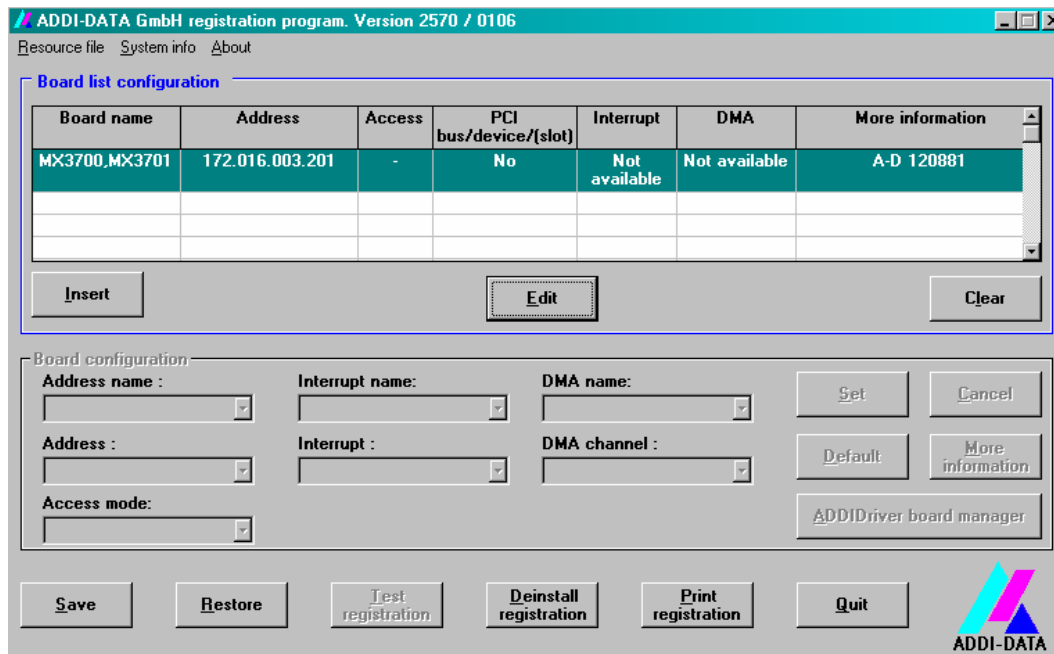 ADDI-DATA GmbH registration program. Version 2570 / 0106
Resource file System info About
Board list configuration
Board name Address Access PCI bus/device/(slot) Interrupt DMA More information
MX3700,MX3701 172.016.003.201 - No Not available Not available A-D 120881
Insert Edit Clear
Board configuration
Address name : Interrupt name: DMA name:
Set Cancel
Address : Interrupt : DMA channel :
Default More information
Access mode:
ADDIDriver board manager
Save Restore Test registration Deinstall registration Print registration Quit
ADDI-DATA